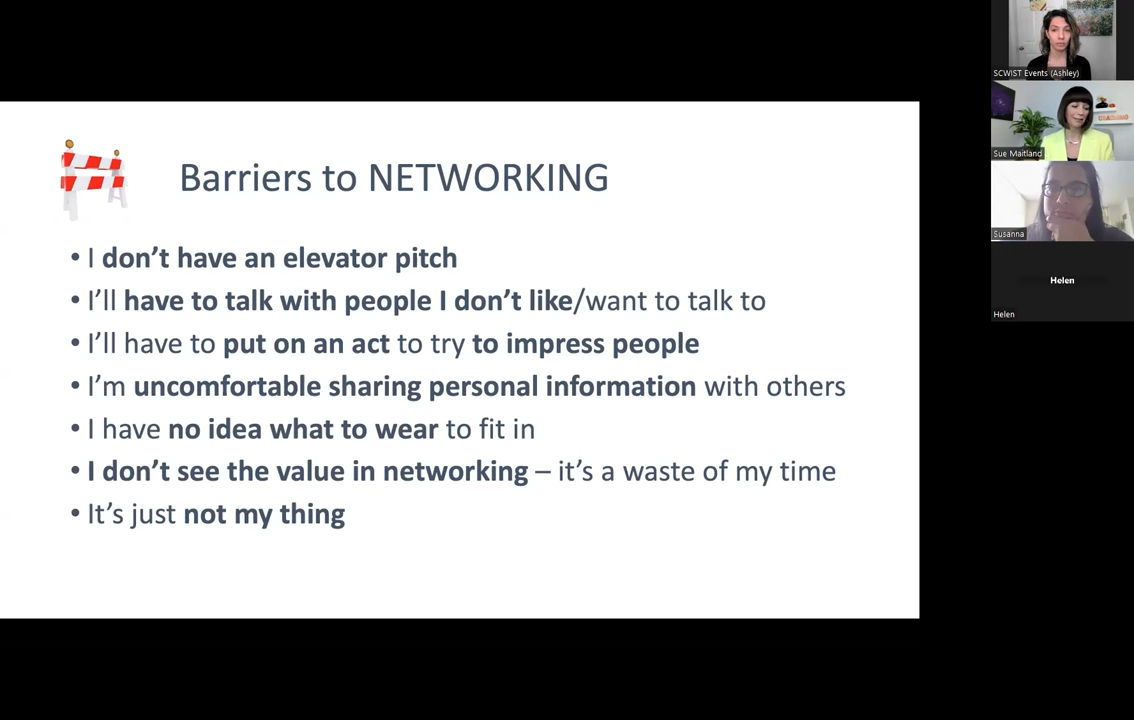 Barriers to NETWORKING
• I don't have an elevator pitch
• I'll have to talk with people I don't like/want to talk to
• I'll have to put on an act to try to impress people
• I'm uncomfortable sharing personal information with others
• I have no idea what to wear to fit in
• I don't see the value in networking – it's a waste of my time
• It's just not my thing
SCWIST Events (Ashley)
Sue Maitland
Susanna
Helen
Helen